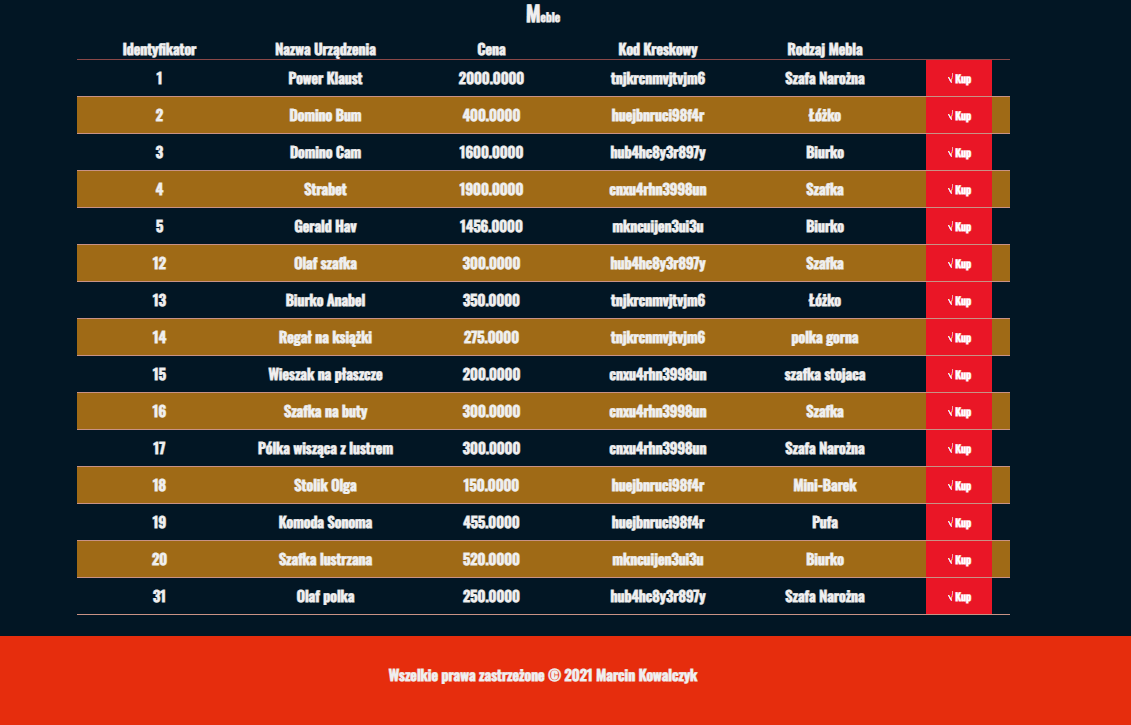 Meble
Identyfikator Nazwa Urządzenia Cena Kod Kreskowy Rodzaj Mebla
1 Power Klaust 2000.0000 tnjkrcnmvjtvjm6 Szafa Narożna √ Kup
2 Domino Bum 400.0000 huejbnruci98f4r Łóżko √ Kup
3 Domino Cam 1600.0000 hub4hc8y3r897y Biurko √ Kup
4 Strabet 1900.0000 cnxu4rhn3998un Szafka √ Kup
5 Gerald Hav 1456.0000 mkncuijen3ui3u Biurko √ Kup
12 Olaf szafka 300.0000 hub4hc8y3r897y Szafka √ Kup
13 Biurko Anabel 350.0000 tnjkrcnmvjtvjm6 Łóżko √ Kup
14 Regał na książki 275.0000 tnjkrcnmvjtvjm6 polka gorna √ Kup
15 Wieszak na płaszcze 200.0000 cnxu4rhn3998un szafka stojaca √ Kup
16 Szafka na buty 300.0000 cnxu4rhn3998un Szafka √ Kup
17 Pólka wisząca z lustrem 300.0000 cnxu4rhn3998un Szafa Narożna √ Kup
18 Stolik Olga 150.0000 huejbnruci98f4r Mini-Barek √ Kup
19 Komoda Sonoma 455.0000 huejbnruci98f4r Pufa √ Kup
20 Szafka lustrzana 520.0000 mkncuijen3ui3u Biurko √ Kup
31 Olaf polka 250.0000 hub4hc8y3r897y Szafa Narożna √ Kup
Wszelkie prawa zastrzeżone © 2021 Marcin Kowalczyk